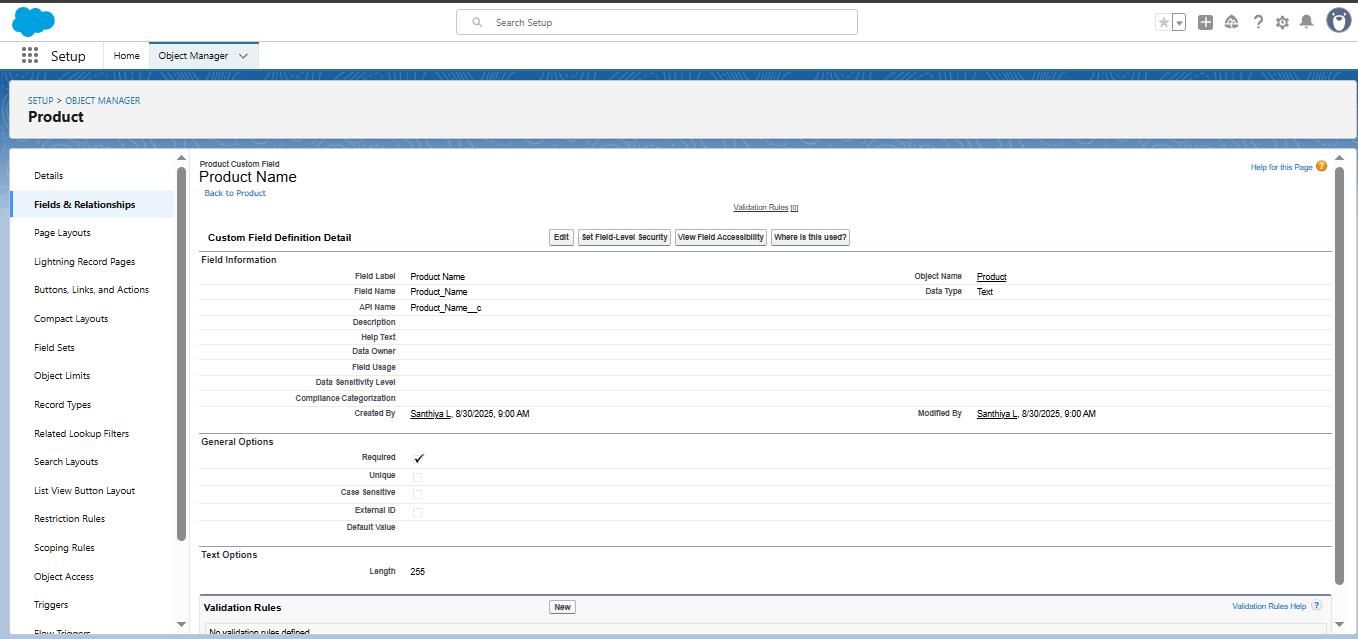 Search Setup
Setup
Home
Object Manager
SETUP > OBJECT MANAGER
Product
Details
Fields & Relationships
Page Layouts
Lightning Record Pages
Buttons, Links, and Actions
Compact Layouts
Field Sets
Object Limits
Record Types
Related Lookup Filters
Search Layouts
List View Button Layout
Restriction Rules
Scoping Rules
Object Access
Triggers
Flow Triggers
Product Custom Field
Product Name
Back to Product
Help for this Page ?
Validation Rules [0]
Custom Field Definition Detail
Edit
Set Field-Level Security
View Field Accessibility
Where is this used?
Field Information
Field Label Product Name Object Name Product
Field Name Product_Name Data Type Text
API Name Product_Name__c
Description
Help Text
Data Owner
Field Usage
Data Sensitivity Level
Compliance Categorization
Created By Santhiya L, 8/30/2025, 9:00 AM Modified By Santhiya L, 8/30/2025, 9:00 AM
General Options
Required
Unique
Case Sensitive
External ID
Default Value
Text Options
Length 255
Validation Rules
New
Validation Rules Help ?
No validation rules defined.